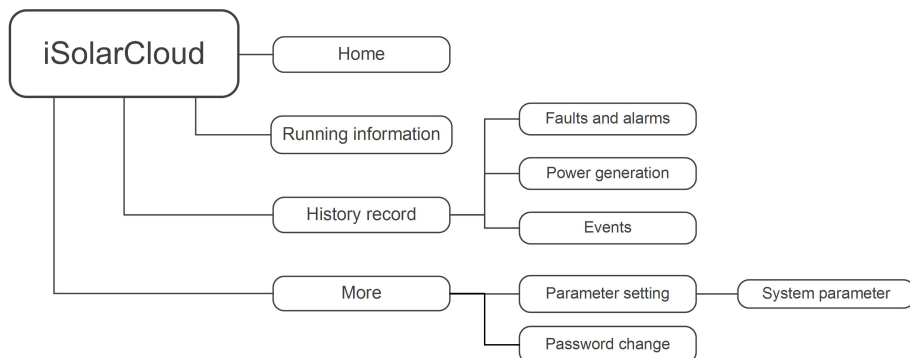 iSolarCloud
Home
Running information
History record
Faults and alarms
Power generation
Events
More
Parameter setting
System parameter
Password change